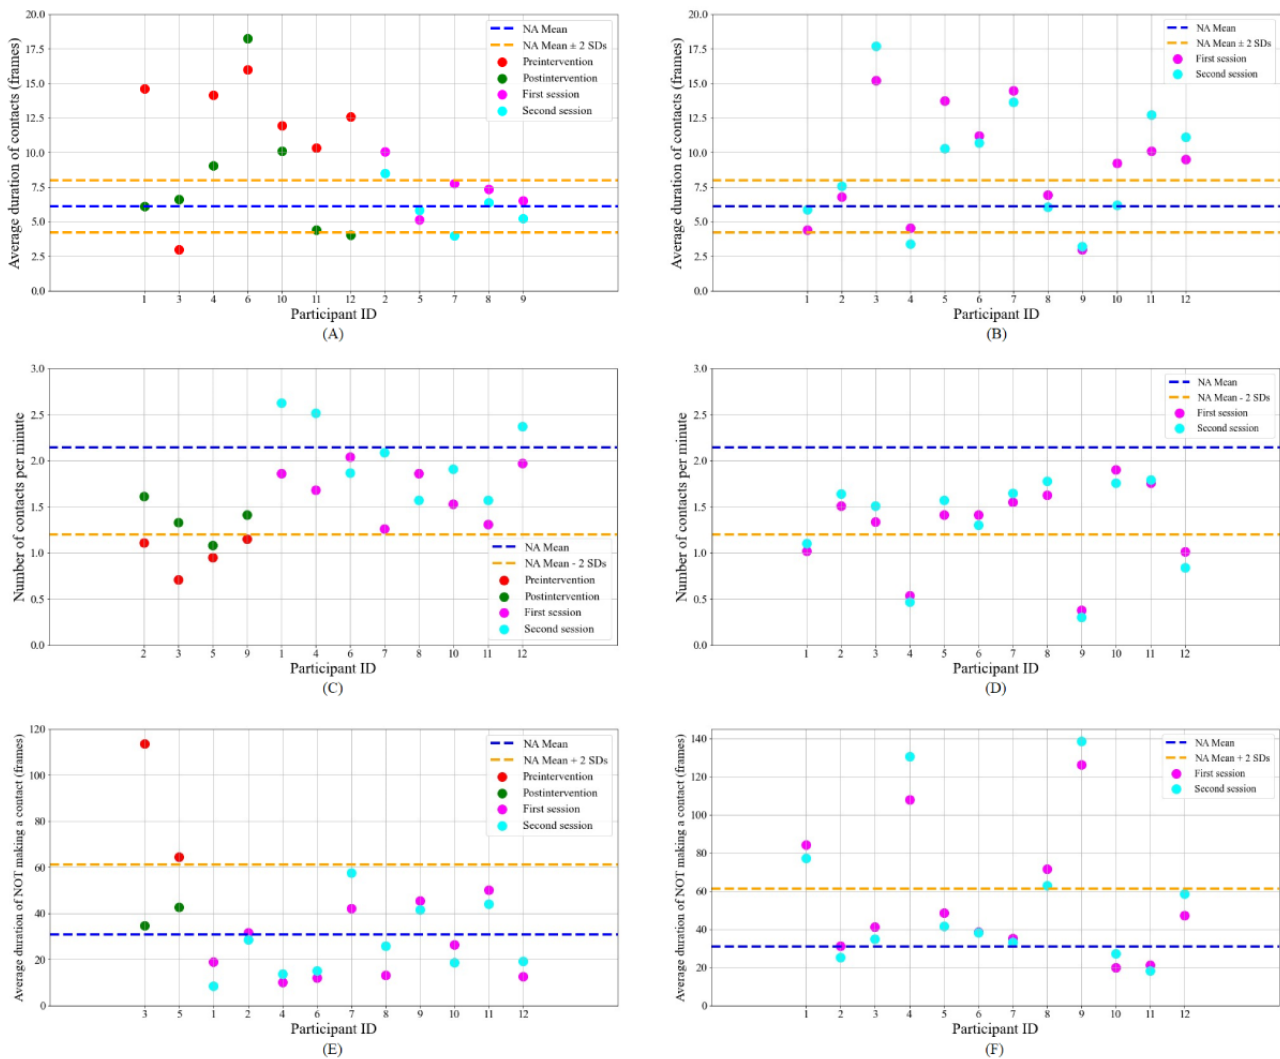 20.0
17.5
15.0
12.5
10.0
7.5
5.0
2.5
0.0
Average duration of contacts (frames)
NA Mean
NA Mean ± 2 SDs
Preintervention
Postintervention
First session
Second session
1 3 4 6 10 11 12 2 5 7 8 9
Participant ID
(A)
20.0
17.5
15.0
12.5
10.0
7.5
5.0
2.5
0.0
Average duration of contacts (frames)
NA Mean
NA Mean ± 2 SDs
First session
Second session
1 2 3 4 5 6 7 8 9 10 11 12
Participant ID
(B)
3.0
2.5
2.0
1.5
1.0
0.5
0.0
Number of contacts per minute
NA Mean
NA Mean - 2 SDs
Preintervention
Postintervention
First session
Second session
2 3 5 9 1 4 6 7 8 10 11 12
Participant ID
(C)
3.0
2.5
2.0
1.5
1.0
0.5
0.0
Number of contacts per minute
NA Mean
NA Mean - 2 SDs
First session
Second session
1 2 3 4 5 6 7 8 9 10 11 12
Participant ID
(D)
120
100
80
60
40
20
0
Average duration of NOT making a contact (frames)
NA Mean
NA Mean + 2 SDs
Preintervention
Postintervention
First session
Second session
3 5 1 2 4 6 7 8 9 10 11 12
Participant ID
(E)
140
120
100
80
60
40
20
0
Average duration of NOT making a contact (frames)
NA Mean
NA Mean + 2 SDs
First session
Second session
1 2 3 4 5 6 7 8 9 10 11 12
Participant ID
(F)